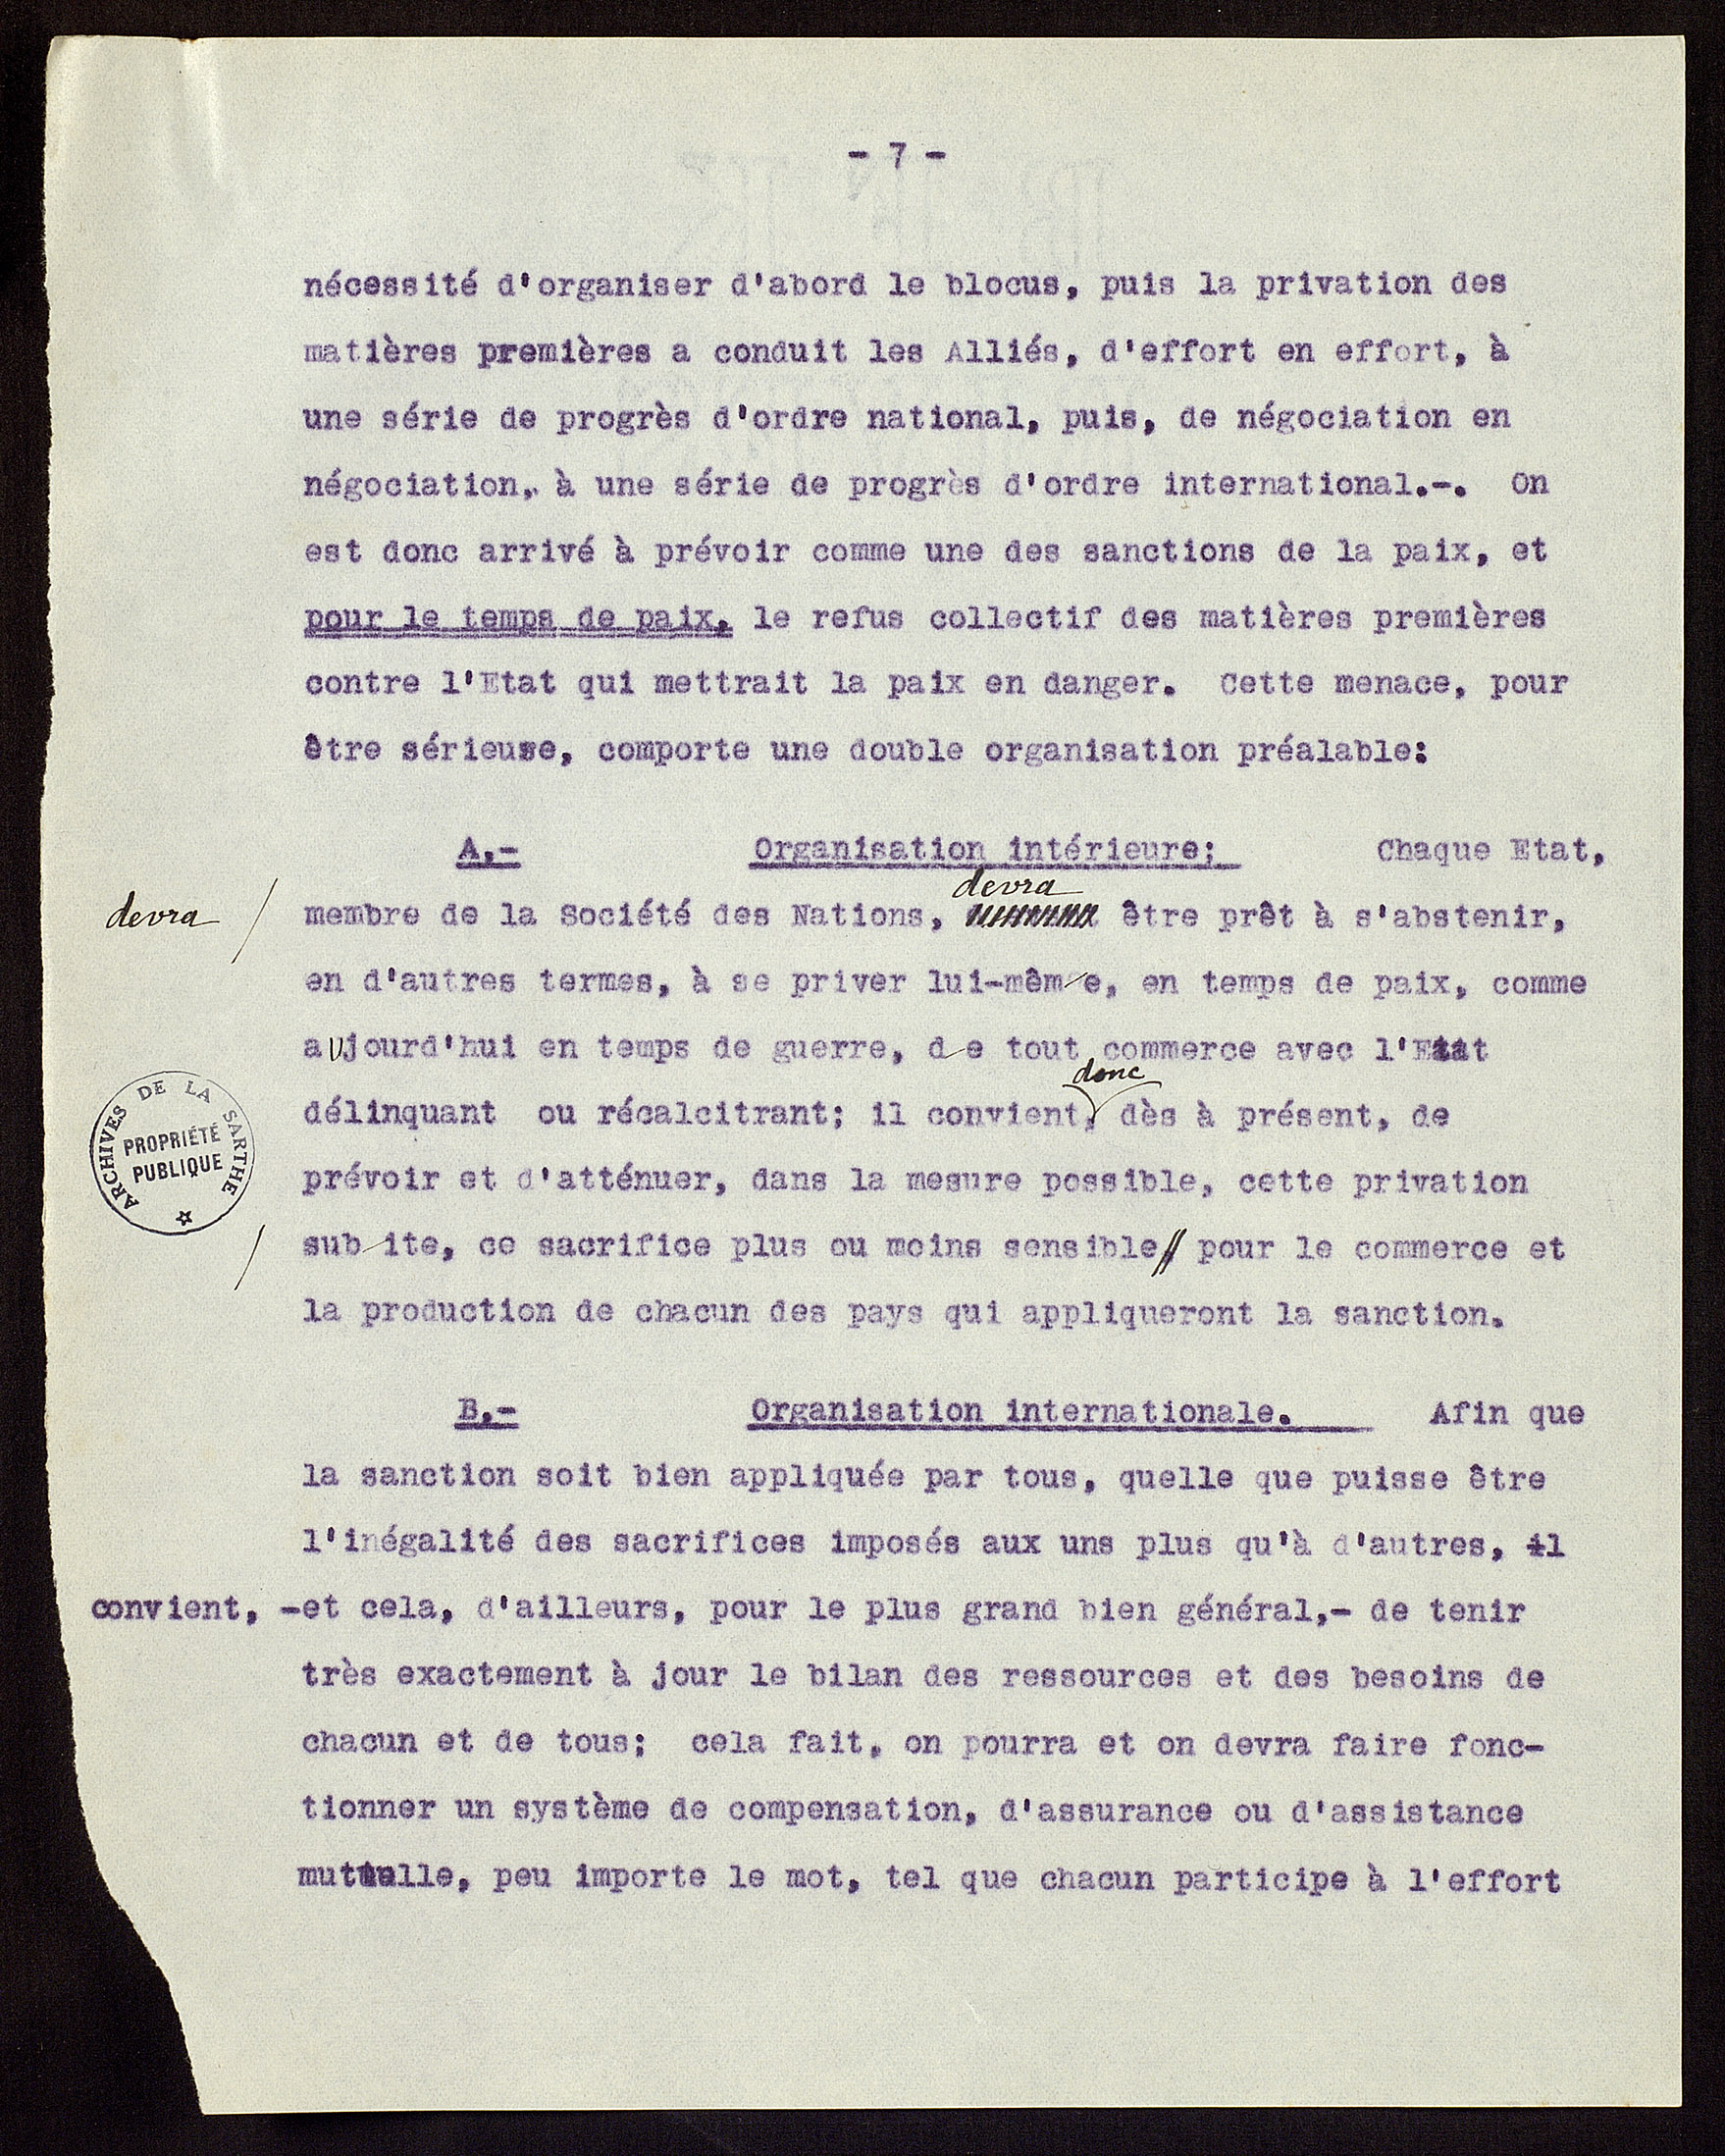 - 7 -
nécessité d'organiser d'abord le blocus, puis la privation des
matières premières a conduit les Alliés, d'effort en effort, à
une série de progrès d'ordre national, puis, de négociation en
négociation, à une série de progrès d'ordre international.-. On
est donc arrivé à prévoir comme une des sanctions de la paix, et
pour le temps de paix, le refus collectif des matières premières
contre l'Etat qui mettrait la paix en danger. Cette menace, pour
être sérieuse, comporte une double organisation préalable:
A.- Organisation intérieure; Chaque Etat,
devra
devra / membre de la Société des Nations, être prêt à s'abstenir,
en d'autres termes, à se priver lui-même, en temps de paix, comme
aujourd'hui en temps de guerre, de tout commerce avec l'Etat
donc
délinquant ou récalcitrant; il convient, dès à présent, de
prévoir et d'atténuer, dans la mesure possible, cette privation
/ subite, ce sacrifice plus ou moins sensible pour le commerce et
la production de chacun des pays qui appliqueront la sanction.
ARCHIVES DE LA SARTHE
PROPRIÉTÉ
PUBLIQUE
B.- Organisation internationale. Afin que
la sanction soit bien appliquée par tous, quelle que puisse être
l'inégalité des sacrifices imposés aux uns plus qu'à d'autres, il
convient, -et cela, d'ailleurs, pour le plus grand bien général,- de tenir
très exactement à jour le bilan des ressources et des besoins de
chacun et de tous; cela fait, on pourra et on devra faire fonc-
tionner un système de compensation, d'assurance ou d'assistance
mutuelle, peu importe le mot, tel que chacun participe à l'effort